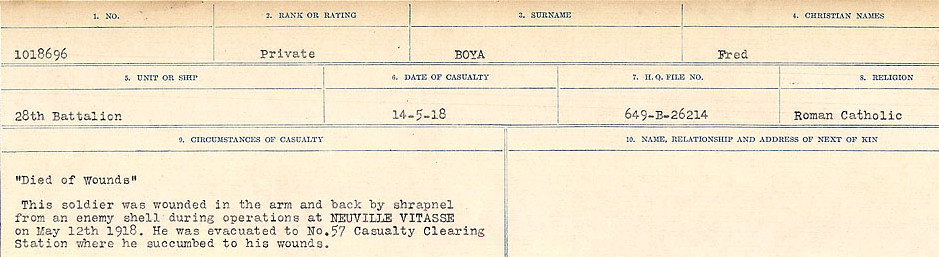 1. NO. 2. RANK OR RATING 3. SURNAME 4. CHRISTIAN NAMES
1018696 Private BOYA Fred
5. UNIT OR SHIP 6. DATE OF CASUALTY 7. H. Q. FILE NO. 8. RELIGION
28th Battalion 14-5-18 649-B-26214 Roman Catholic
9. CIRCUMSTANCES OF CASUALTY 10. NAME, RELATIONSHIP AND ADDRESS OF NEXT OF KIN
"Died of Wounds"
This soldier was wounded in the arm and back by shrapnel
from an enemy shell during operations at NEUVILLE VITASSE
on May 12th 1918. He was evacuated to No.57 Casualty Clearing
Station where he succumbed to his wounds.